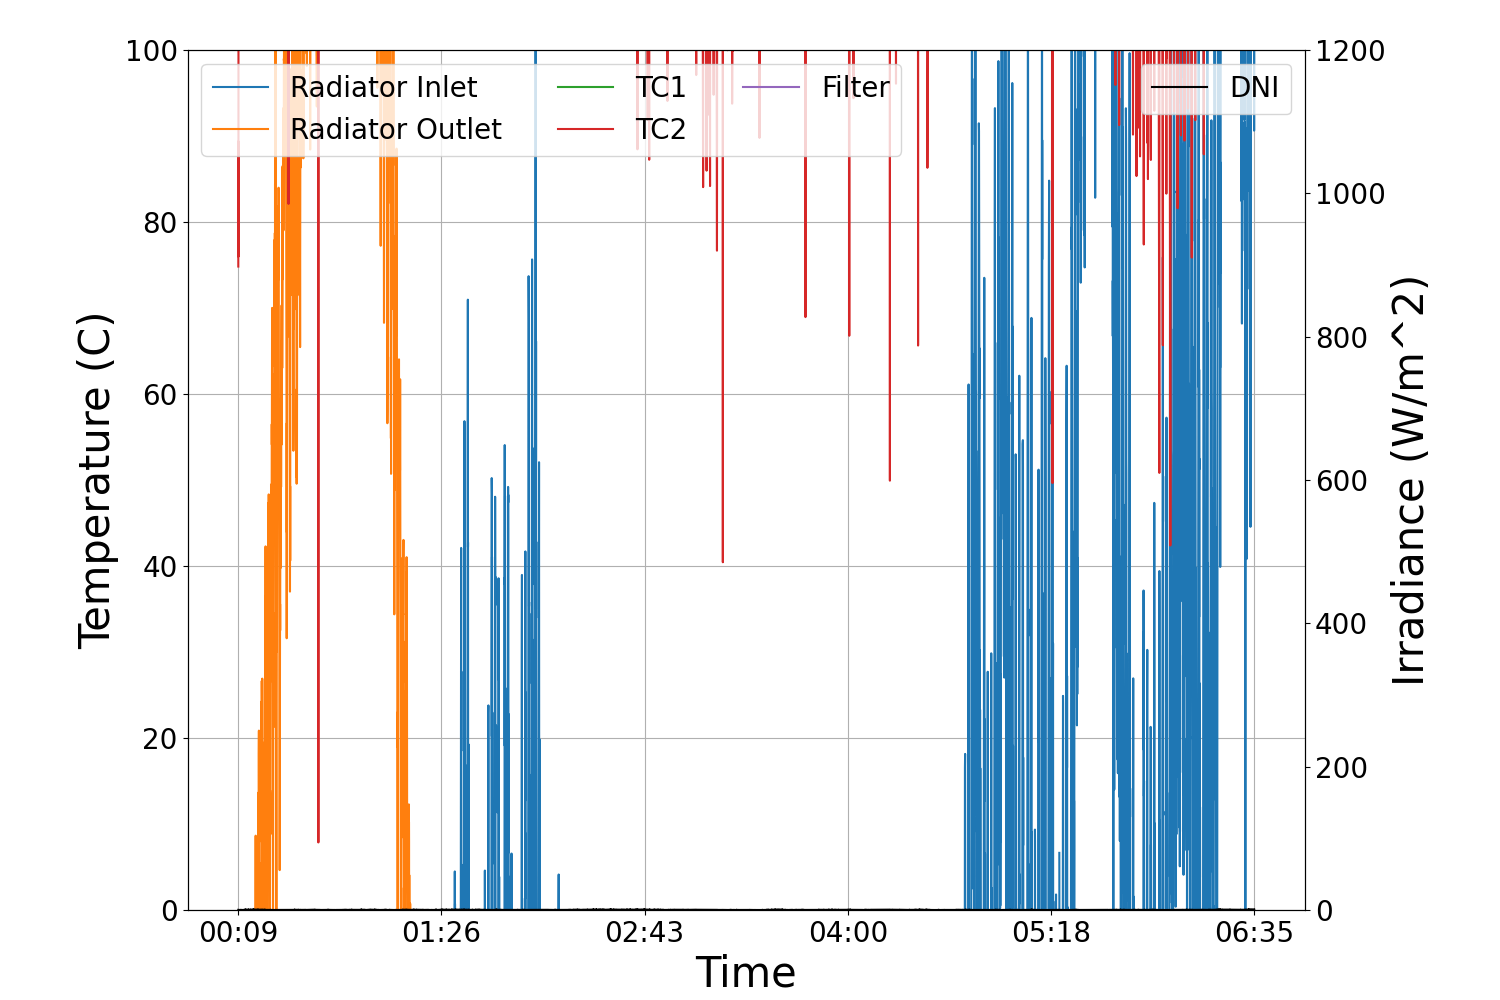 Radiator Inlet
Radiator Outlet
TC1
TC2
Filter
DNI
100
80
60
40
20
0
1200
1000
800
600
400
200
0
00:09
01:26
02:43
04:00
05:18
06:35
Temperature (C)
Irradiance (W/m^2)
Time